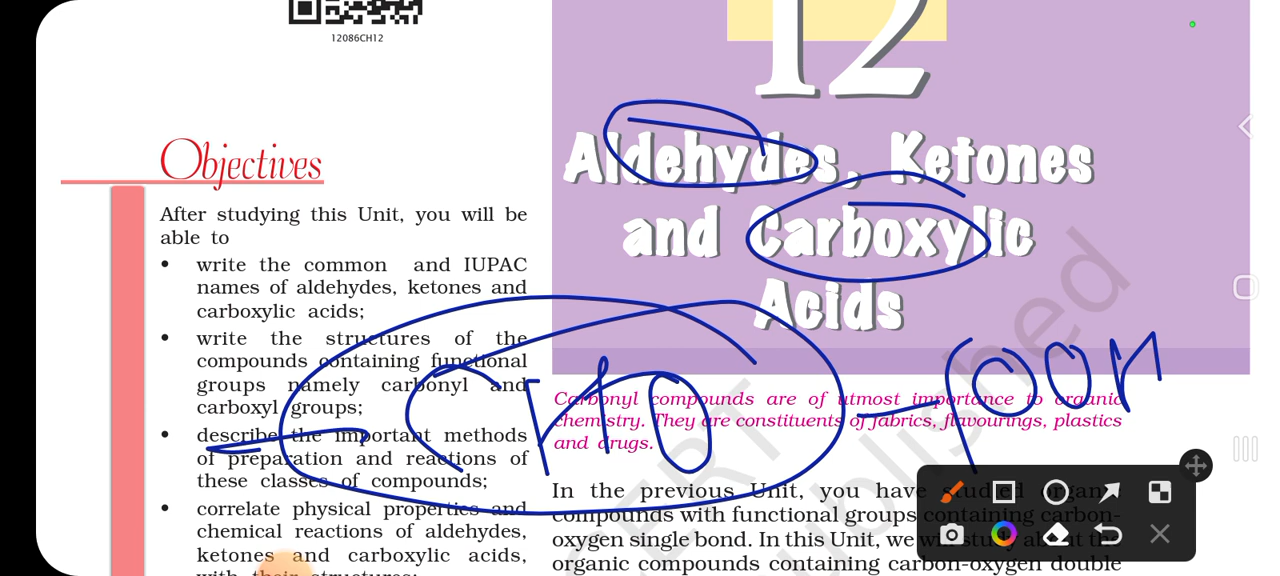 12086CH12
12
Aldehydes, Ketones
and Carboxylic
Acids
Objectives
After studying this Unit, you will be
able to
• write the common and IUPAC
names of aldehydes, ketones and
carboxylic acids;
• write the structures of the
compounds containing functional
groups namely carbonyl and
carboxyl groups;
• describe the important methods
of preparation and reactions of
these classes of compounds;
• correlate physical properties and
chemical reactions of aldehydes,
ketones and carboxylic acids,
with their structures;
Carbonyl compounds are of utmost importance to organic
chemistry. They are constituents of fabrics, flavourings, plastics
and drugs.
In the previous Unit, you have studied organic
compounds with functional groups containing carbon-
oxygen single bond. In this Unit, we will study about the
organic compounds containing carbon-oxygen double
-CHO
-COOH